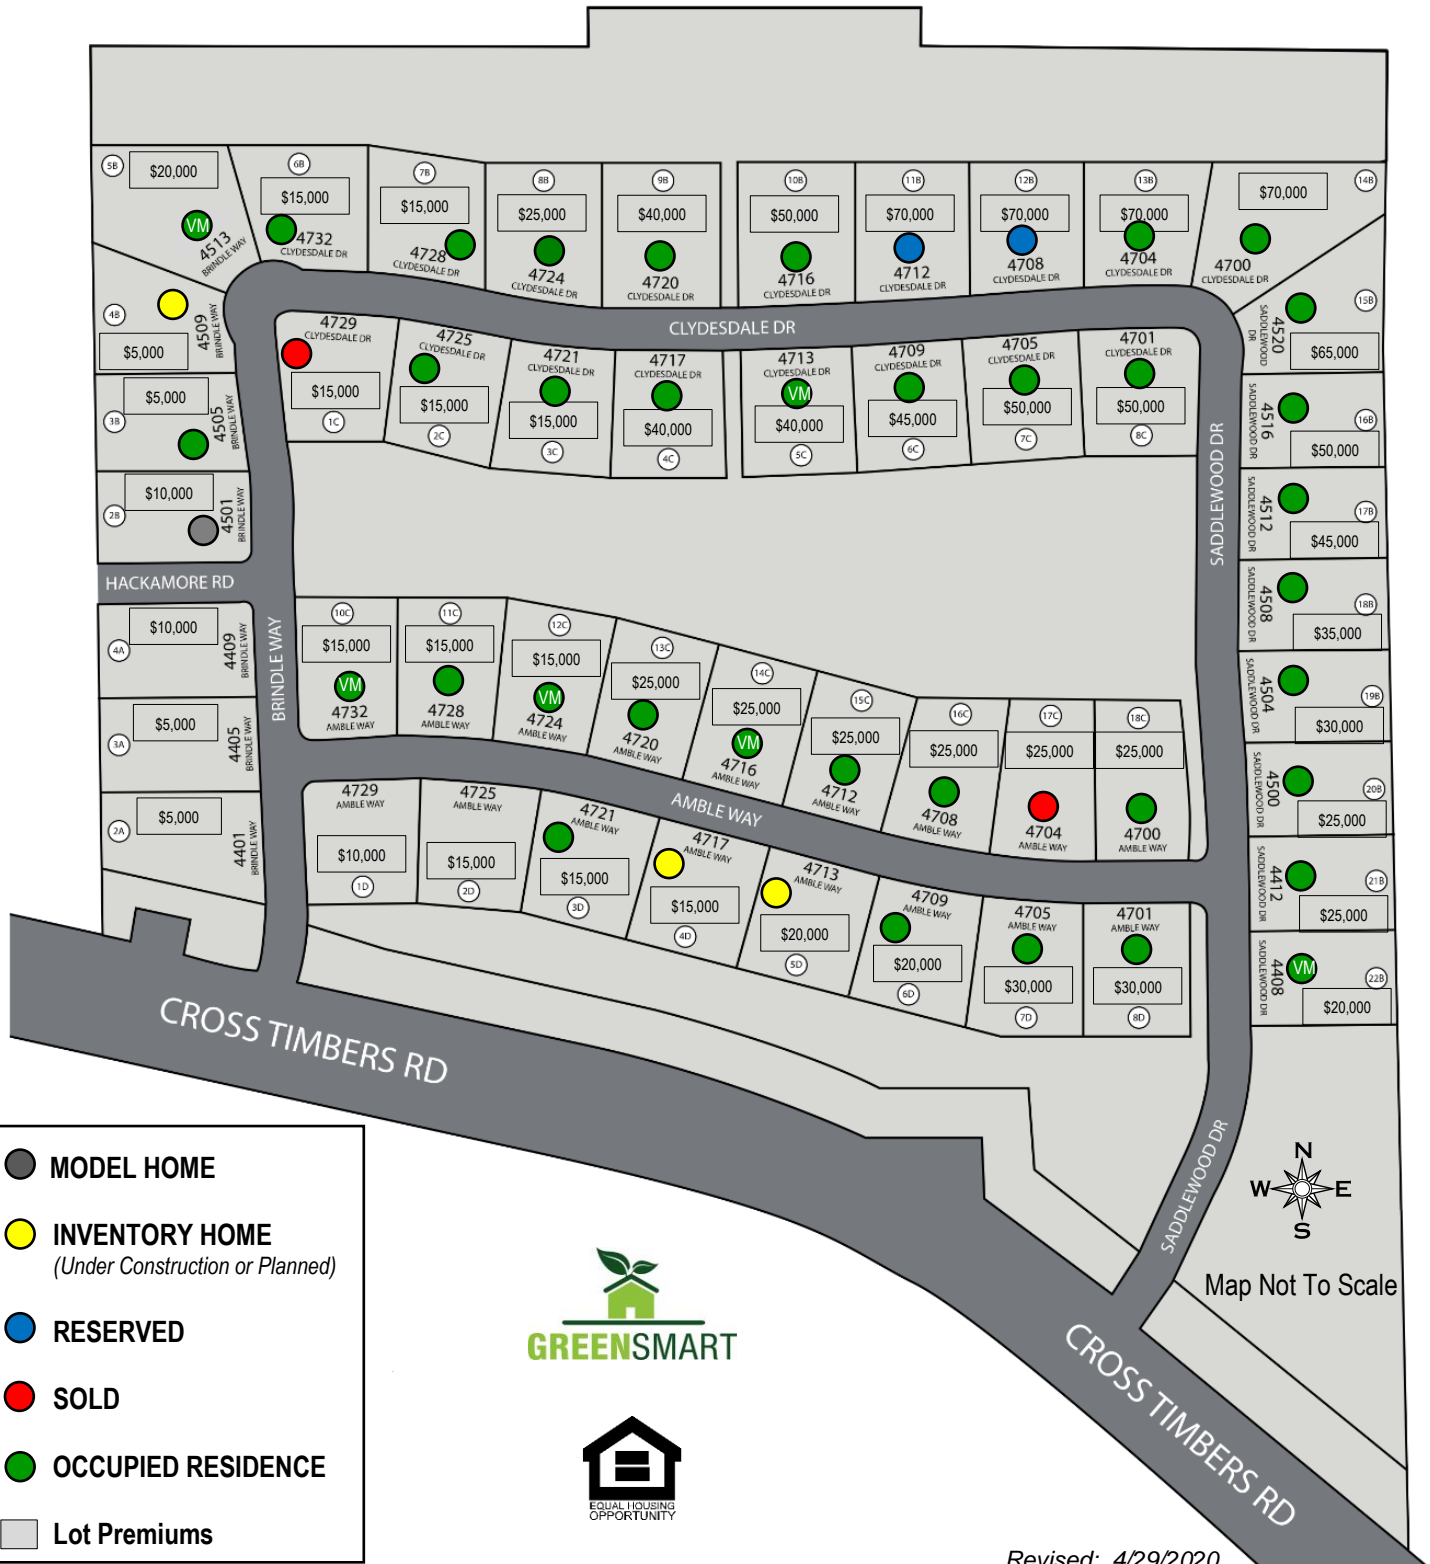 5B
$20,000
VM
4513
BRINDLE WAY
6B
$15,000
4732
CLYDESDALE DR
7B
$15,000
4728
CLYDESDALE DR
8B
$25,000
4724
CLYDESDALE DR
9B
$40,000
4720
CLYDESDALE DR
10B
$50,000
4716
CLYDESDALE DR
11B
$70,000
4712
CLYDESDALE DR
12B
$70,000
4708
CLYDESDALE DR
13B
$70,000
4704
CLYDESDALE DR
14B
$70,000
4700
CLYDESDALE DR
4B
$5,000
4509
BRINDLE WAY
3B
$5,000
4505
BRINDLE WAY
2B
$10,000
4501
BRINDLE WAY
HACKAMORE RD
4A
$10,000
4409
BRINDLE WAY
3A
$5,000
4405
BRINDLE WAY
2A
$5,000
4401
BRINDLE WAY
BRINDLE WAY
CLYDESDALE DR
4729
CLYDESDALE DR
$15,000
1C
4725
CLYDESDALE DR
$15,000
2C
4721
CLYDESDALE DR
$15,000
3C
4717
CLYDESDALE DR
$40,000
4C
4713
CLYDESDALE DR
VM
$40,000
5C
4709
CLYDESDALE DR
$45,000
6C
4705
CLYDESDALE DR
$50,000
7C
4701
CLYDESDALE DR
$50,000
8C
SADDLEWOOD DR
15B
4520
SADDLEWOOD
DR
$65,000
16B
4516
SADDLEWOOD DR
$50,000
17B
4512
SADDLEWOOD DR
$45,000
18B
4508
SADDLEWOOD DR
$35,000
19B
4504
SADDLEWOOD DR
$30,000
20B
4500
SADDLEWOOD DR
$25,000
21B
4412
SADDLEWOOD DR
$25,000
22B
4408
SADDLEWOOD DR
VM
$20,000
10C
$15,000
VM
4732
AMBLE WAY
11C
$15,000
4728
AMBLE WAY
12C
$15,000
VM
4724
AMBLE WAY
13C
$25,000
4720
AMBLE WAY
14C
$25,000
VM
4716
AMBLE WAY
15C
$25,000
4712
AMBLE WAY
16C
$25,000
4708
AMBLE WAY
17C
$25,000
4704
AMBLE WAY
18C
$25,000
4700
AMBLE WAY
AMBLE WAY
4729
AMBLE WAY
$10,000
1D
4725
AMBLE WAY
$15,000
2D
4721
AMBLE WAY
$15,000
3D
4717
AMBLE WAY
$15,000
4D
4713
AMBLE WAY
$20,000
5D
4709
AMBLE WAY
$20,000
6D
4705
AMBLE WAY
$30,000
7D
4701
AMBLE WAY
$30,000
8D
CROSS TIMBERS RD
SADDLEWOOD DR
N
W E
S
Map Not To Scale
CROSS TIMBERS RD
MODEL HOME
INVENTORY HOME
(Under Construction or Planned)
RESERVED
SOLD
OCCUPIED RESIDENCE
Lot Premiums
GREENSMART
EQUAL HOUSING
OPPORTUNITY
Revised: 4/29/2020